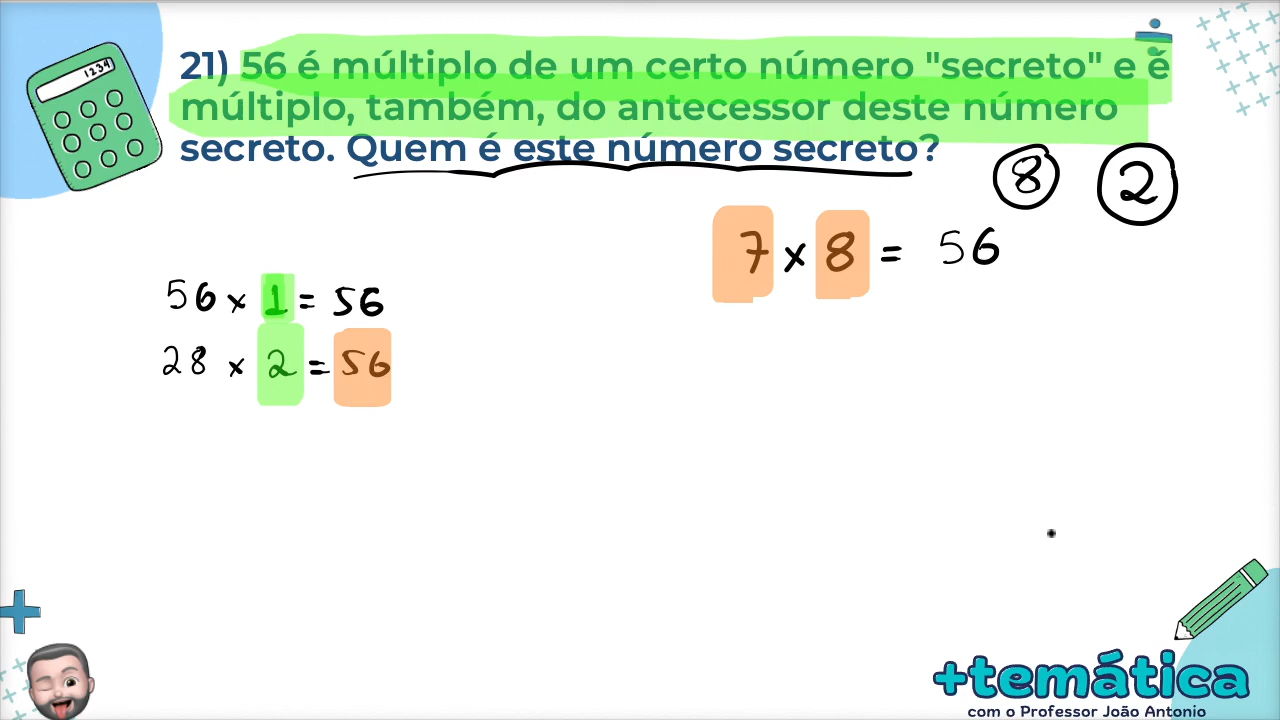 1234
21) 56 é múltiplo de um certo número "secreto" e é
múltiplo, também, do antecessor deste número
secreto. Quem é este número secreto?
8 2
7 x 8 = 56
56 x 1 = 56
28 x 2 = 56
+temática
com o Professor João Antonio